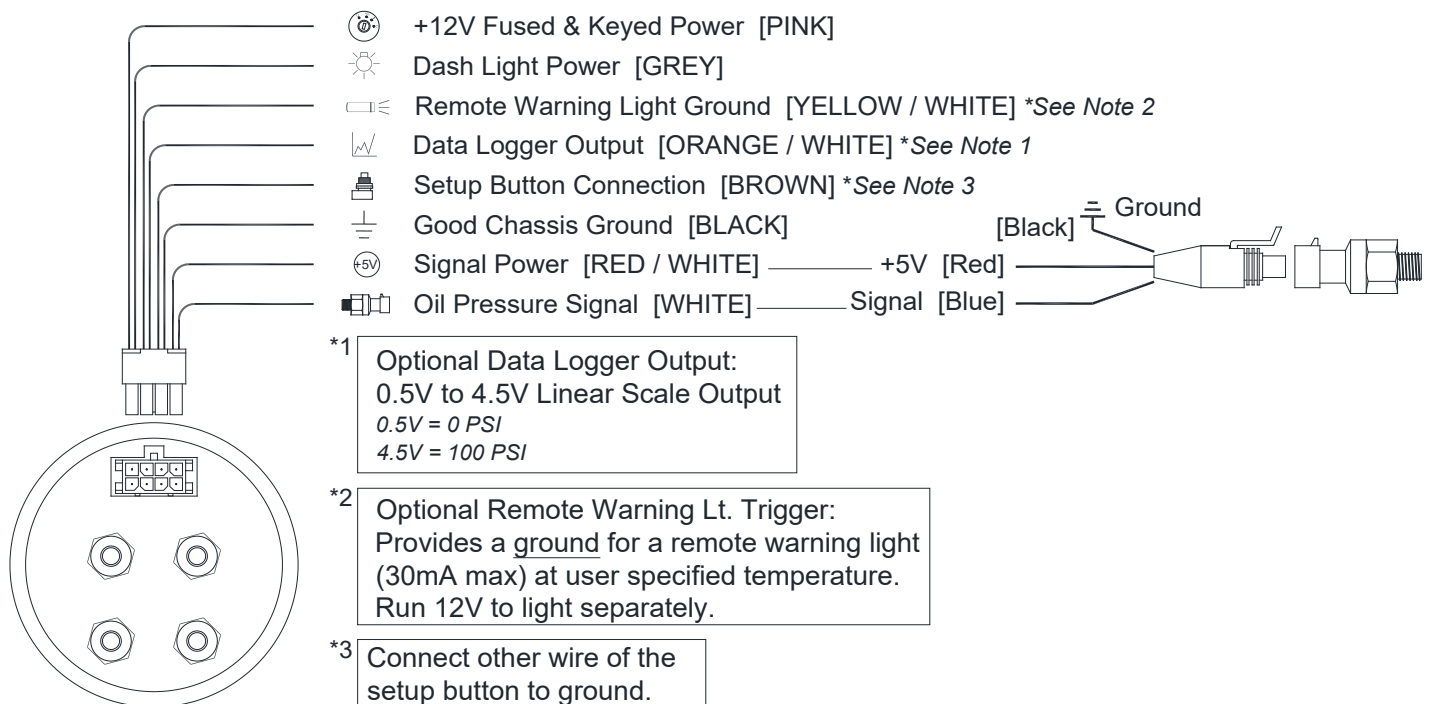 +12V Fused & Keyed Power [PINK]
Dash Light Power [GREY]
Remote Warning Light Ground [YELLOW / WHITE] *See Note 2
Data Logger Output [ORANGE / WHITE] *See Note 1
Setup Button Connection [BROWN] *See Note 3
Good Chassis Ground [BLACK]
[Black] Ground
+5V Signal Power [RED / WHITE] +5V [Red]
Oil Pressure Signal [WHITE] Signal [Blue]
*1
Optional Data Logger Output:
0.5V to 4.5V Linear Scale Output
0.5V = 0 PSI
4.5V = 100 PSI
*2
Optional Remote Warning Lt. Trigger:
Provides a ground for a remote warning light
(30mA max) at user specified temperature.
Run 12V to light separately.
*3
Connect other wire of the
setup button to ground.